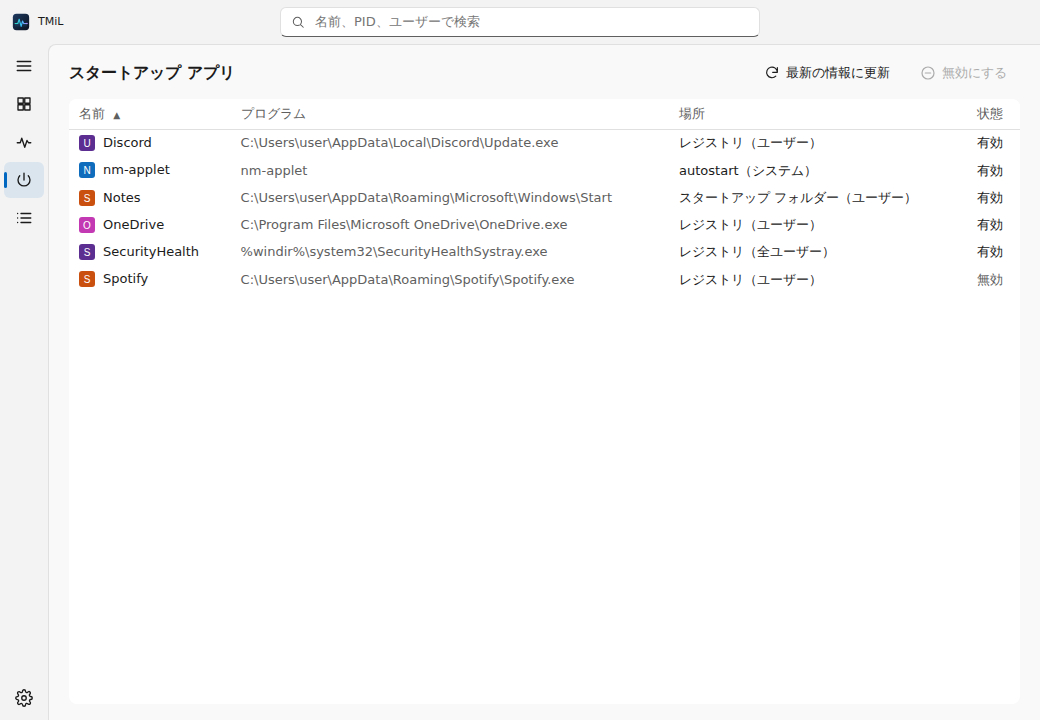 TMiL
名前、PID、ユーザーで検索
スタートアップ アプリ
最新の情報に更新
無効にする
名前 ▲ プログラム 場所 状態
U Discord C:\Users\user\AppData\Local\Discord\Update.exe レジストリ（ユーザー） 有効
N nm-applet nm-applet autostart（システム） 有効
S Notes C:\Users\user\AppData\Roaming\Microsoft\Windows\Start スタートアップ フォルダー（ユーザー） 有効
O OneDrive C:\Program Files\Microsoft OneDrive\OneDrive.exe レジストリ（ユーザー） 有効
S SecurityHealth %windir%\system32\SecurityHealthSystray.exe レジストリ（全ユーザー） 有効
S Spotify C:\Users\user\AppData\Roaming\Spotify\Spotify.exe レジストリ（ユーザー） 無効